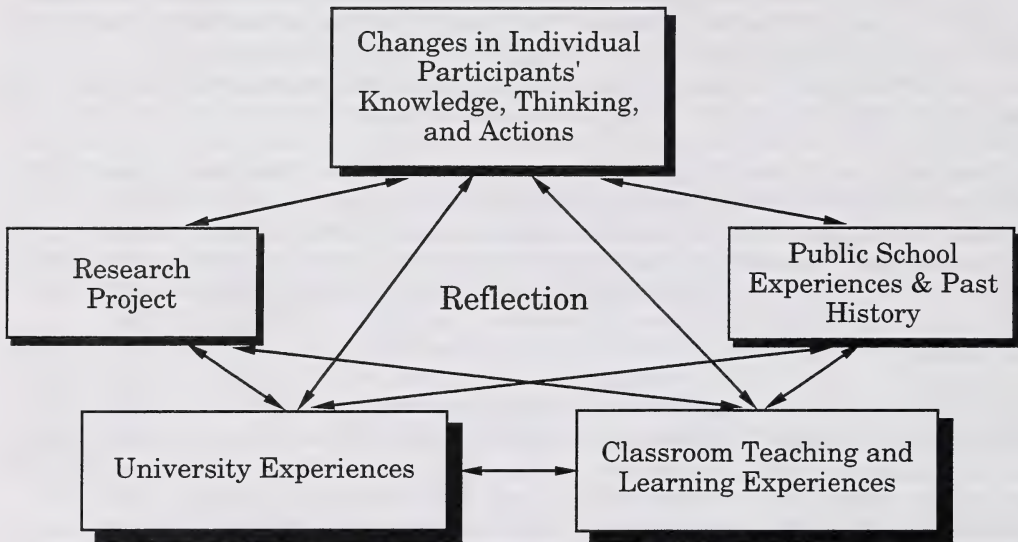 Changes in Individual
Participants'
Knowledge, Thinking,
and Actions
Research
Project
Reflection
Public School
Experiences & Past
History
University Experiences
Classroom Teaching and
Learning Experiences